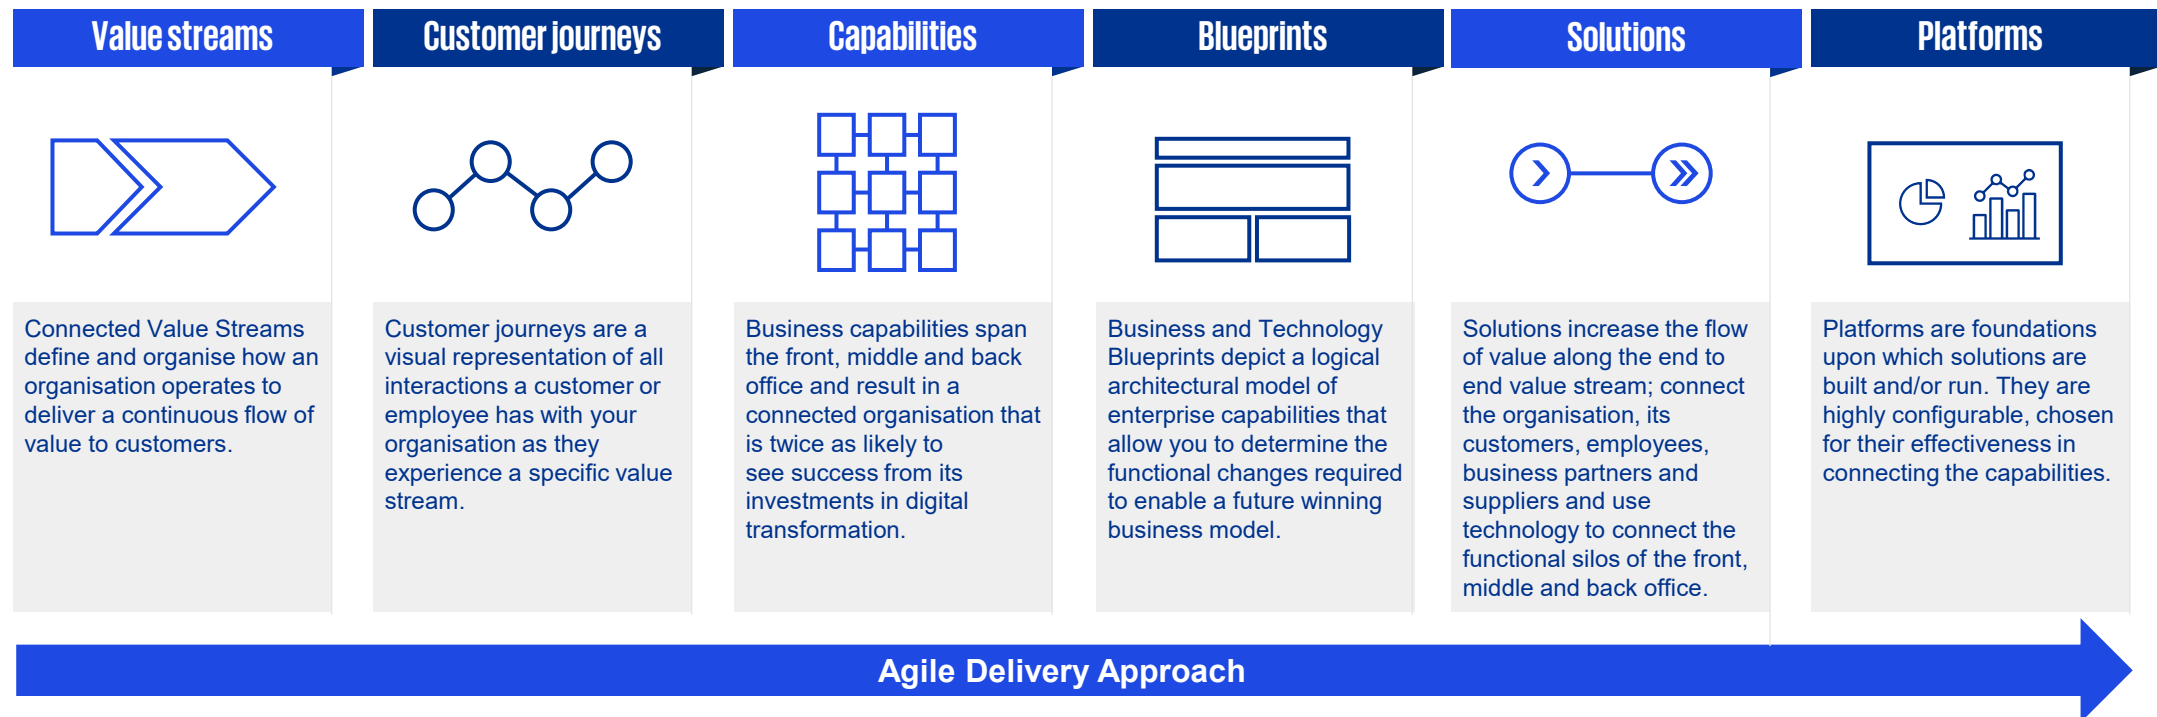 Value streams
Customer journeys
Capabilities
Blueprints
Solutions
Platforms
Connected Value Streams
define and organise how an
organisation operates to
deliver a continuous flow of
value to customers.
Customer journeys are a
visual representation of all
interactions a customer or
employee has with your
organisation as they
experience a specific value
stream.
Business capabilities span
the front, middle and back
office and result in a
connected organisation that
is twice as likely to
see success from its
investments in digital
transformation.
Business and Technology
Blueprints depict a logical
architectural model of
enterprise capabilities that
allow you to determine the
functional changes required
to enable a future winning
business model.
Solutions increase the flow
of value along the end to
end value stream; connect
the organisation, its
customers, employees,
business partners and
suppliers and use
technology to connect the
functional silos of the front,
middle and back office.
Platforms are foundations
upon which solutions are
built and/or run. They are
highly configurable, chosen
for their effectiveness in
connecting the capabilities.
Agile Delivery Approach